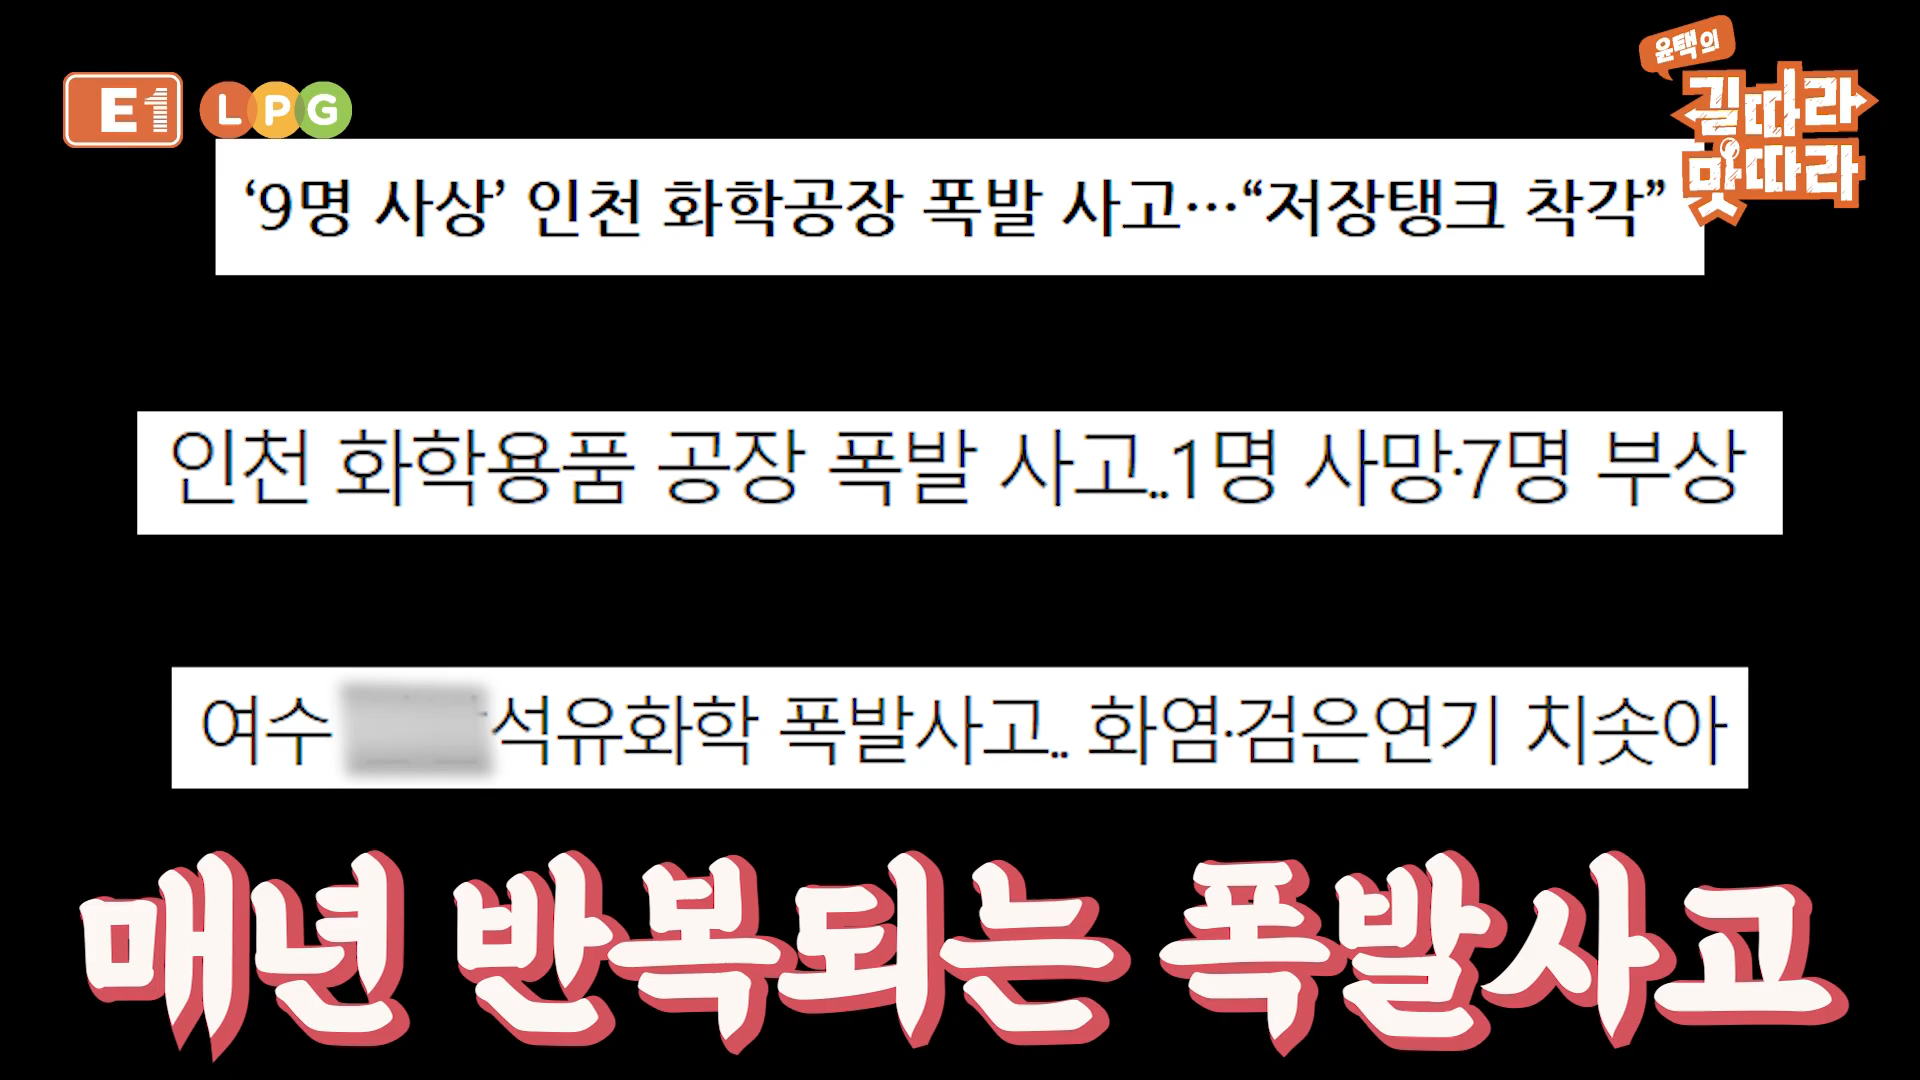 E1 LPG
윤택의
길따라
맛따라
‘9명 사상’ 인천 화학공장 폭발 사고…“저장탱크 착각”
인천 화학용품 공장 폭발 사고..1명 사망·7명 부상
여수 석유화학 폭발사고.. 화염·검은연기 치솟아
매년 반복되는 폭발사고